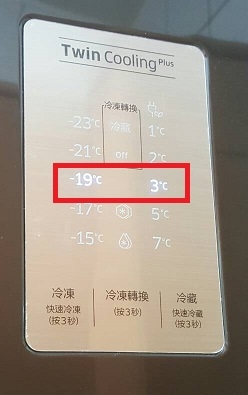 Twin Cooling Plus
冷凍轉換
-23℃ 冷藏 1℃
-21℃ Off 2℃
-19℃ 3℃
-17℃ 5℃
-15℃ 7℃
冷凍 冷凍轉換 冷藏
快速冷凍 (按3秒) 快速冷藏
(按3秒) (按3秒)